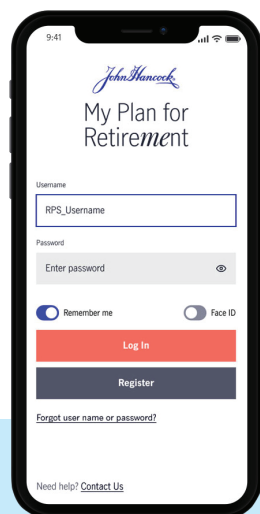 9:41
John Hancock
My Plan for
Retirement
Username
RPS_Username
Password
Enter password
Remember me
Face ID
Log In
Register
Forgot user name or password?
Need help? Contact Us